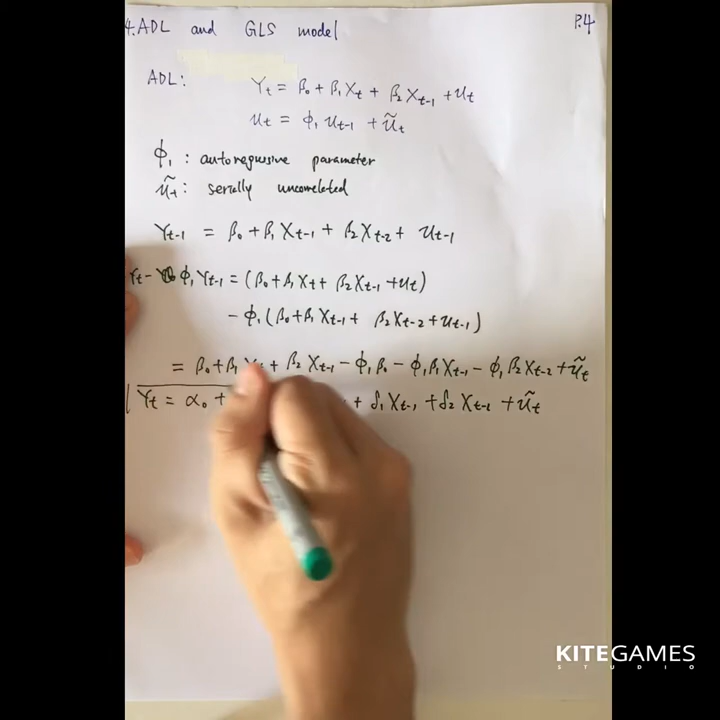 4. ADL and GLS model P.4
ADL: Yt = β0 + β1Xt + β2Xt-1 + ut
ut = ϕ1 ut-1 + ũt
ϕ1 : autoregressive parameter
ũt : serially uncorrelated
Yt-1 = β0 + β1Xt-1 + β2Xt-2 + ut-1
Yt - ϕ1Yt-1 = (β0 + β1Xt + β2Xt-1 + ut)
- ϕ1(β0 + β1Xt-1 + β2Xt-2 + ut-1)
= β0 + β1 + β2Xt-1 - ϕ1β0 - ϕ1β1Xt-1 - ϕ1β2Xt-2 + ũt
Yt = α0 + + δ1Xt-1 + δ2Xt-1 + ũt
KITEGAMES
STUDIO